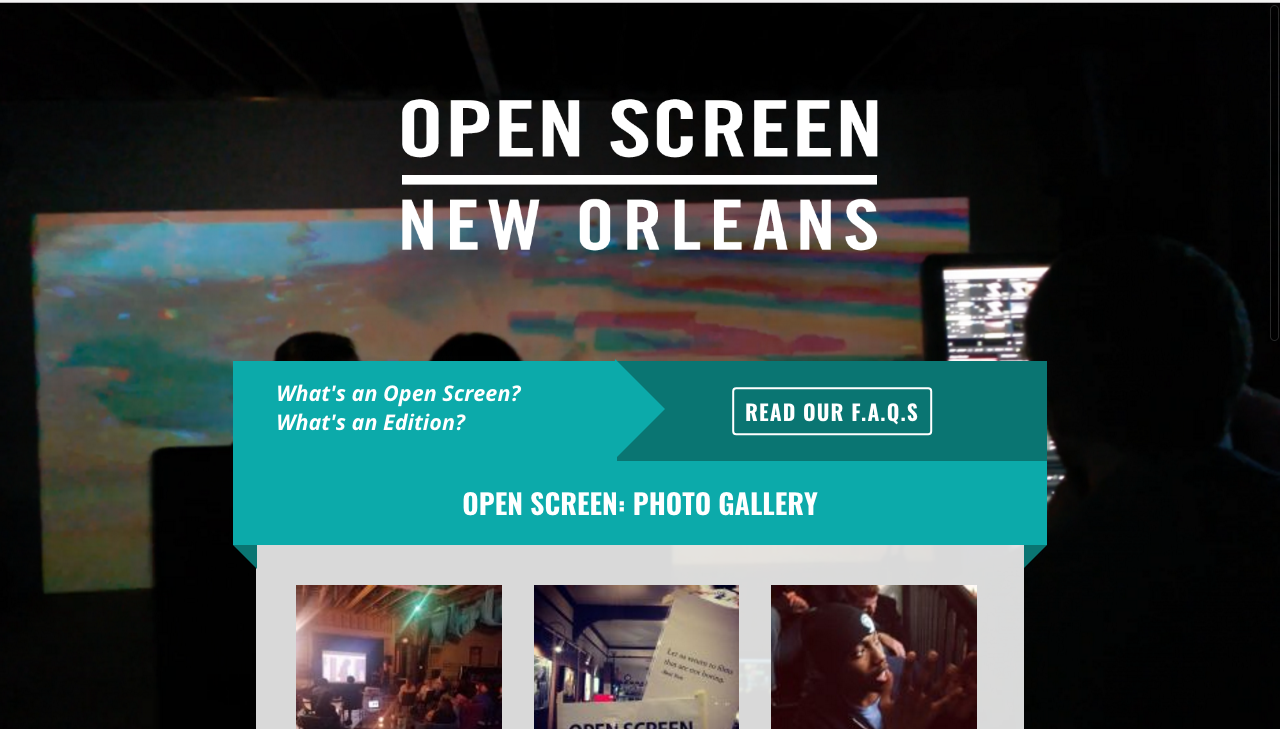 OPEN SCREEN
NEW ORLEANS
What's an Open Screen?
What's an Edition?
READ OUR F.A.Q.S
OPEN SCREEN: PHOTO GALLERY
Let us return to films
that are not boring.
OPEN SCREEN